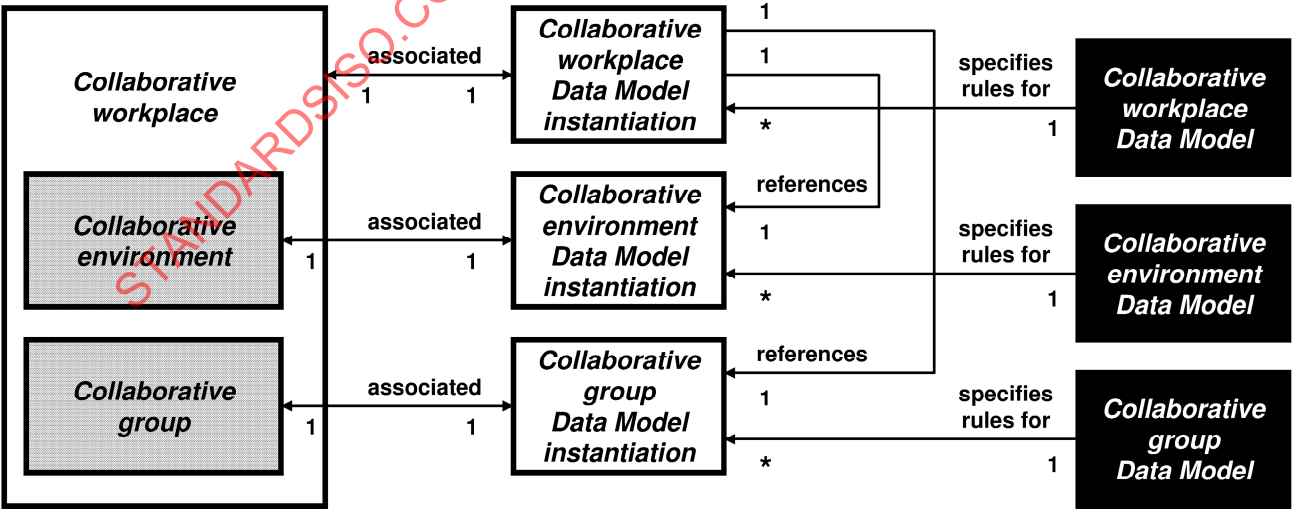 Collaborative
workplace
Collaborative
environment
Collaborative
group
associated
1 1
associated
1 1
associated
1 1
Collaborative
workplace
Data Model
instantiation
Collaborative
environment
Data Model
instantiation
Collaborative
group
Data Model
instantiation
1
1
*
references
1
*
references
1
*
specifies
rules for
1
specifies
rules for
1
specifies
rules for
1
Collaborative
workplace
Data Model
Collaborative
environment
Data Model
Collaborative
group
Data Model
STANDARDSISO.CO